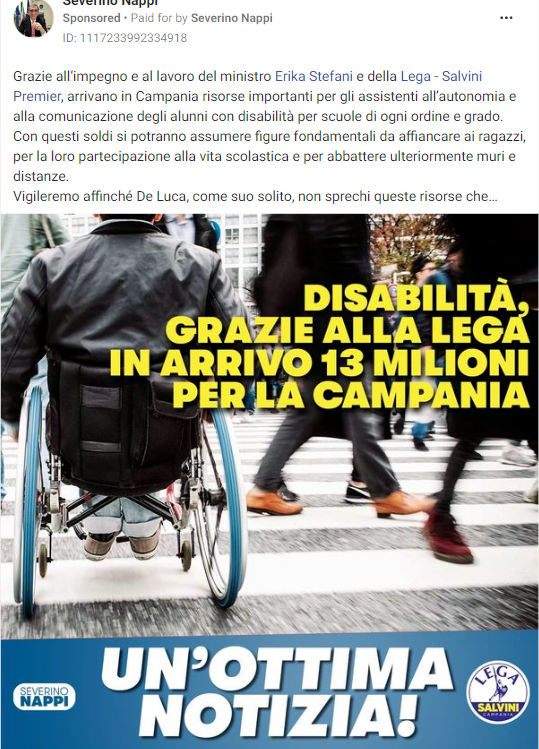 Severino Nappi
Sponsored • Paid for by Severino Nappi
ID: 1117233992334918
Grazie all'impegno e al lavoro del ministro Erika Stefani e della Lega - Salvini
Premier, arrivano in Campania risorse importanti per gli assistenti all'autonomia e
alla comunicazione degli alunni con disabilità per scuole di ogni ordine e grado.
Con questi soldi si potranno assumere figure fondamentali da affiancare ai ragazzi,
per la loro partecipazione alla vita scolastica e per abbattere ulteriormente muri e
distanze.
Vigileremo affinché De Luca, come suo solito, non sprechi queste risorse che...
DISABILITÀ,
GRAZIE ALLA LEGA
IN ARRIVO 13 MILIONI
PER LA CAMPANIA
UN'OTTIMA
NOTIZIA!
SEVERINO
NAPPI
LEGA
SALVINI
CAMPANIA